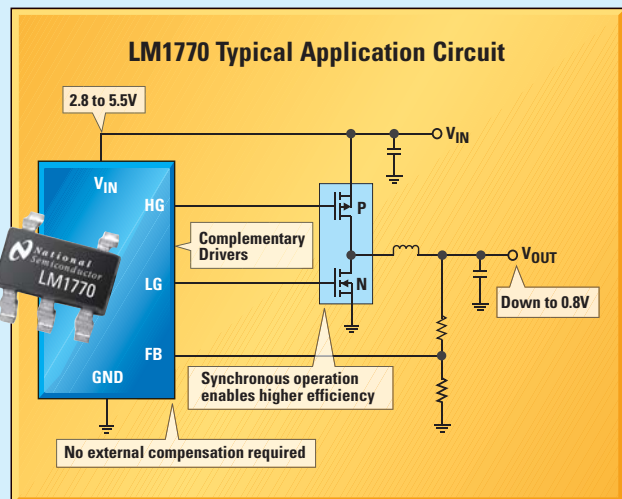 LM1770 Typical Application Circuit
2.8 to 5.5V
VIN
VIN
HG
P
Complementary
Drivers
National
Semiconductor
LM1770
LG
N
VOUT
Down to 0.8V
FB
Synchronous operation
enables higher efficiency
GND
No external compensation required